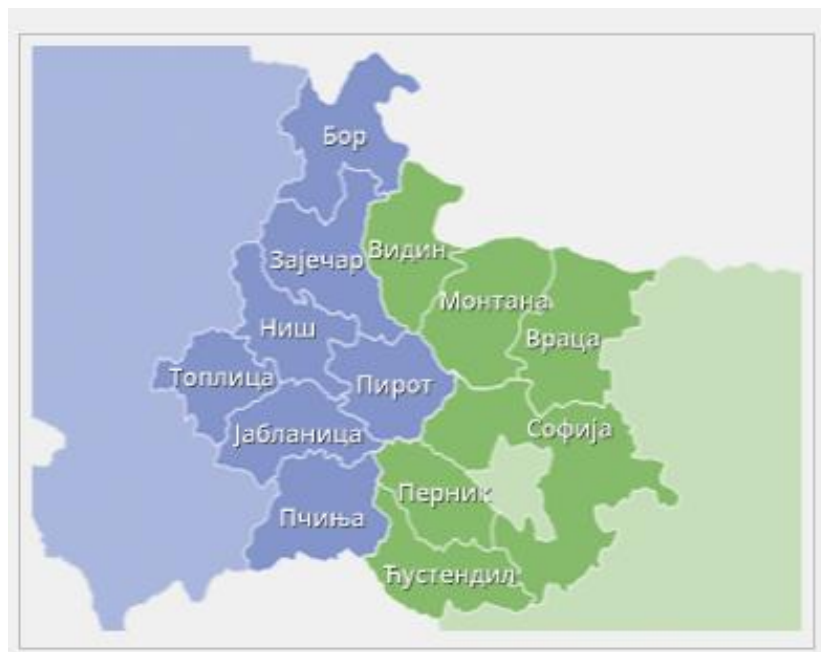 Бор
Зајечар
Видин
Монтана
Ниш
Враца
Топлица
Пирот
Јабланица
Софија
Перник
Пчиња
Ћустендил